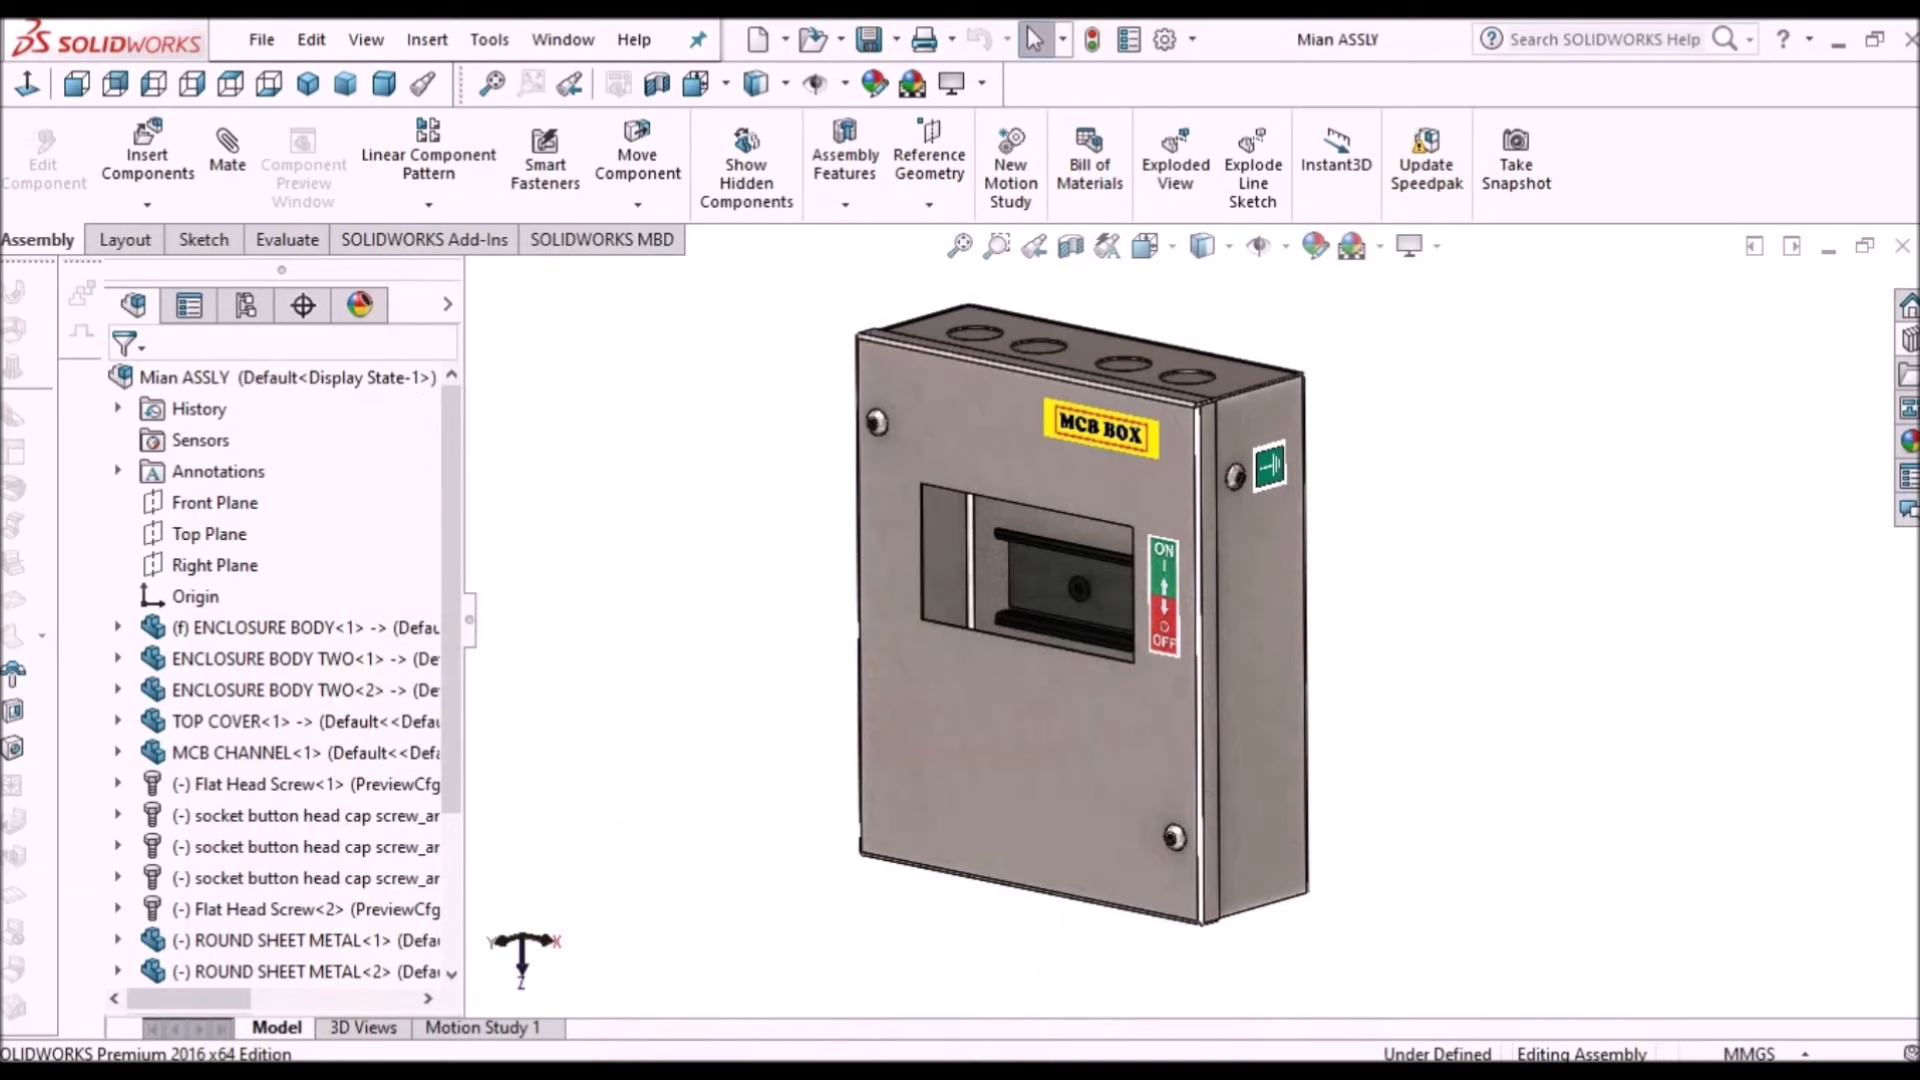 SOLIDWORKS
File Edit View Insert Tools Window Help
Mian ASSLY
Search SOLIDWORKS Help
?
Edit Component
Insert Components
Mate
Component Preview Window
Linear Component Pattern
Smart Fasteners
Move Component
Show Hidden Components
Assembly Features
Reference Geometry
New Motion Study
Bill of Materials
Exploded View
Explode Line Sketch
Instant3D
Update Speedpak
Take Snapshot
Assembly Layout Sketch Evaluate SOLIDWORKS Add-Ins SOLIDWORKS MBD
Mian ASSLY (Default<Display State-1>)
History
Sensors
Annotations
Front Plane
Top Plane
Right Plane
Origin
(f) ENCLOSURE BODY<1> -> (Defau
ENCLOSURE BODY TWO<1> -> (De
ENCLOSURE BODY TWO<2> -> (De
TOP COVER<1> -> (Default<<Defau
MCB CHANNEL<1> (Default<<Defa
(-) Flat Head Screw<1> (PreviewCfg
(-) socket button head cap screw_ar
(-) socket button head cap screw_ar
(-) socket button head cap screw_ar
(-) Flat Head Screw<2> (PreviewCfg
(-) ROUND SHEET METAL<1> (Defau
(-) ROUND SHEET METAL<2> (Defau
MCB BOX
ON
I
O
OFF
Y X
Z
Model 3D Views Motion Study 1
OLIDWORKS Premium 2016 x64 Edition
Under Defined Editing Assembly MMGS